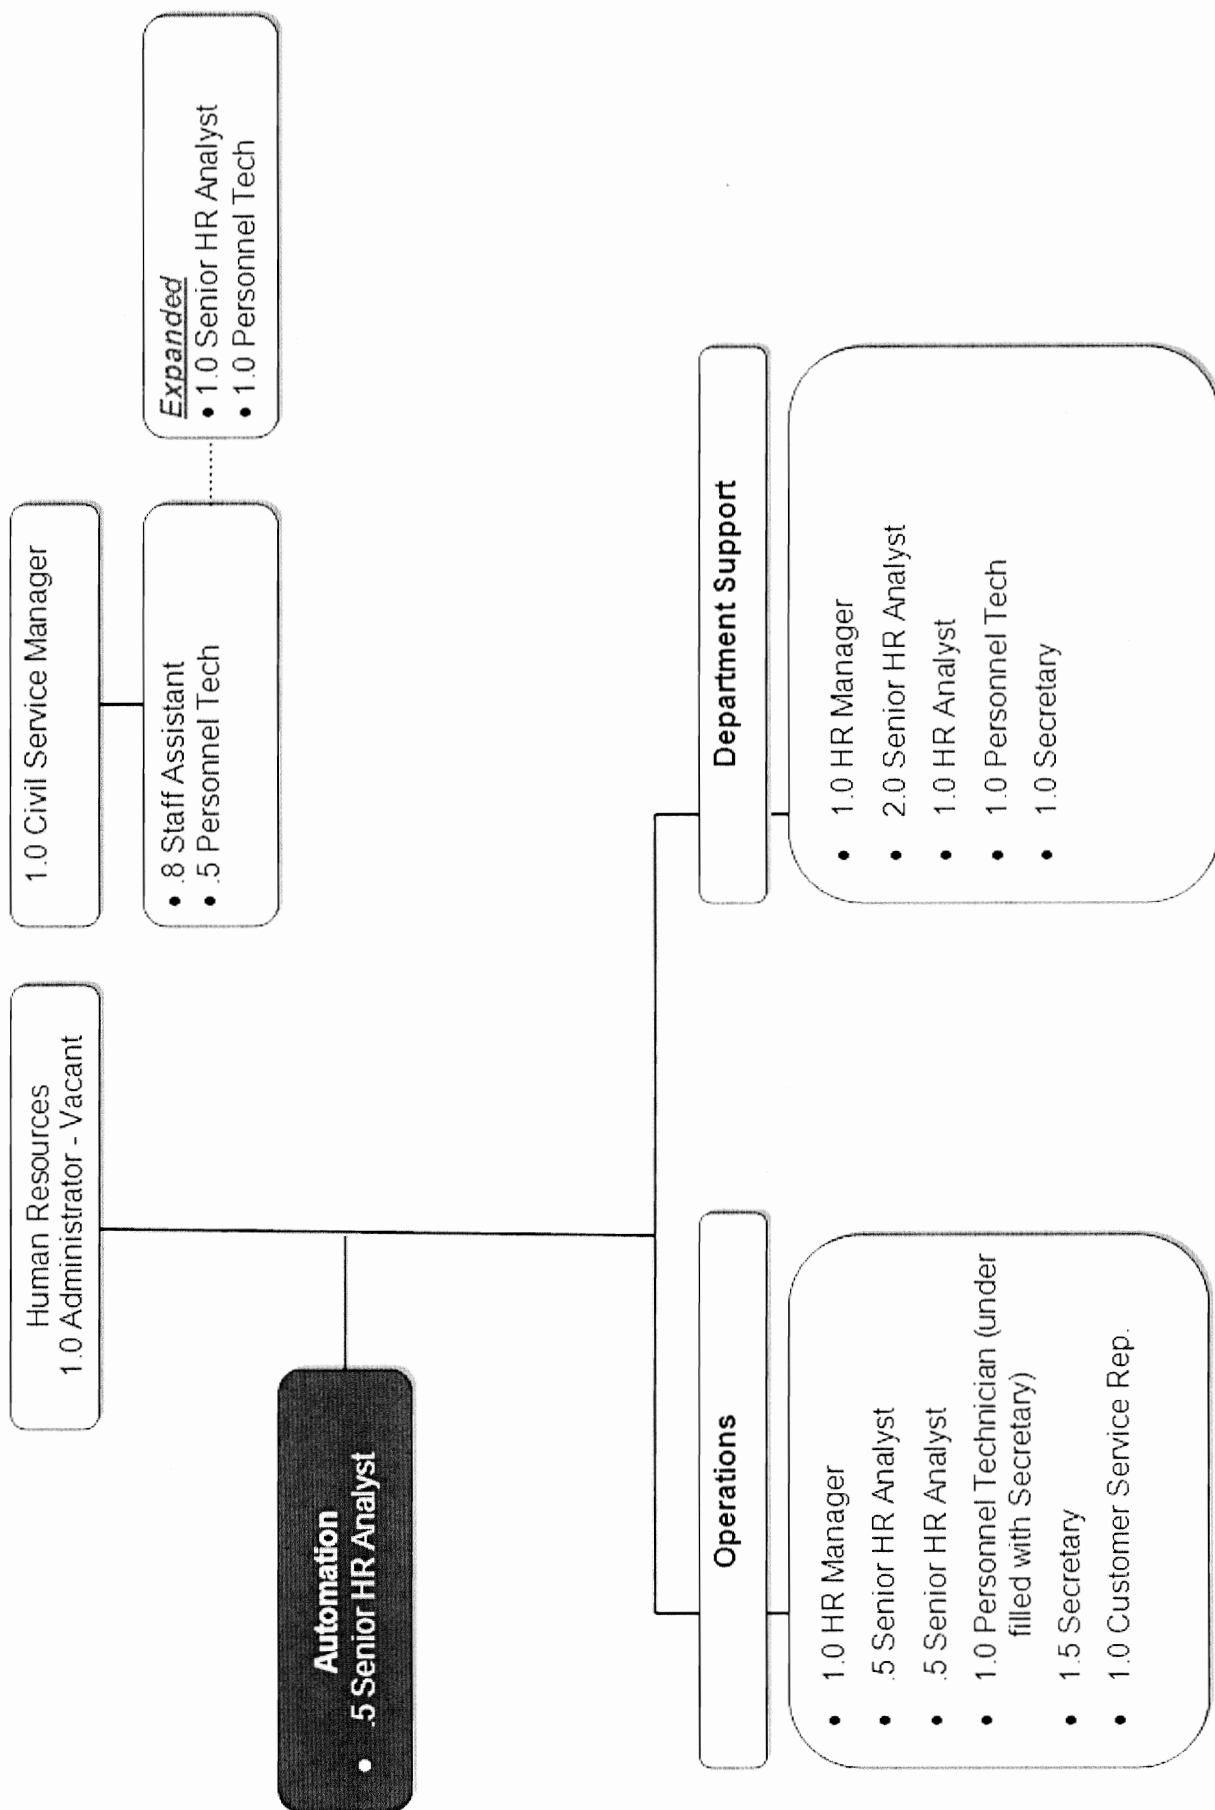 Human Resources
1.0 Administrator - Vacant
1.0 Civil Service Manager
• .8 Staff Assistant
• .5 Personnel Tech
Expanded
• 1.0 Senior HR Analyst
• 1.0 Personnel Tech
Automation
• .5 Senior HR Analyst
Operations
• 1.0 HR Manager
• .5 Senior HR Analyst
• .5 Senior HR Analyst
• 1.0 Personnel Technician (under
filled with Secretary)
• 1.5 Secretary
• 1.0 Customer Service Rep.
Department Support
• 1.0 HR Manager
• 2.0 Senior HR Analyst
• 1.0 HR Analyst
• 1.0 Personnel Tech
• 1.0 Secretary